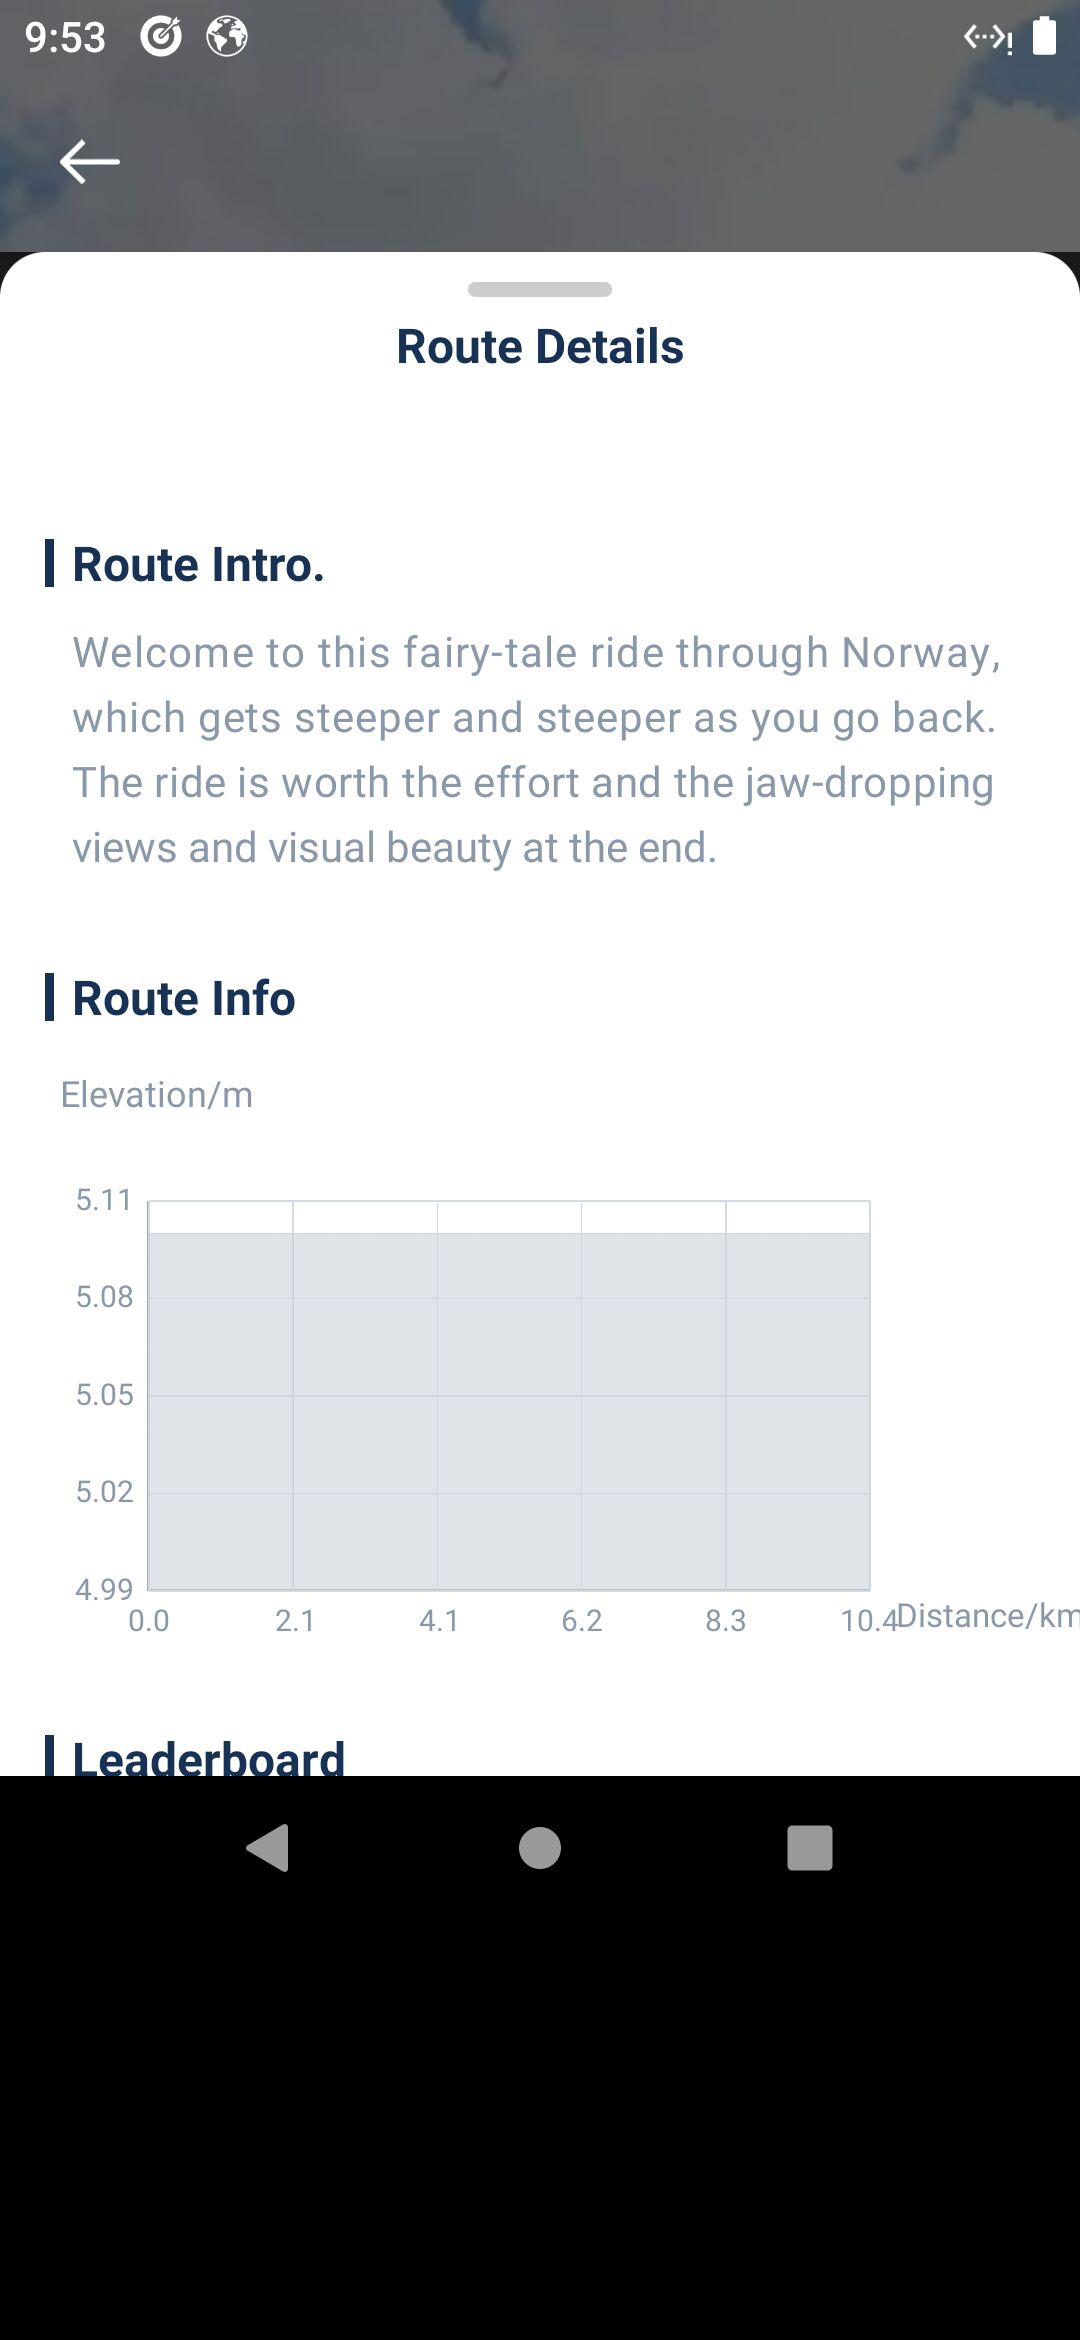 9:53
Route Details
Route Intro.
Welcome to this fairy-tale ride through Norway,
which gets steeper and steeper as you go back.
The ride is worth the effort and the jaw-dropping
views and visual beauty at the end.
Route Info
Elevation/m
5.11
5.08
5.05
5.02
4.99
0.0 2.1 4.1 6.2 8.3 10.4 Distance/km
Leaderboard